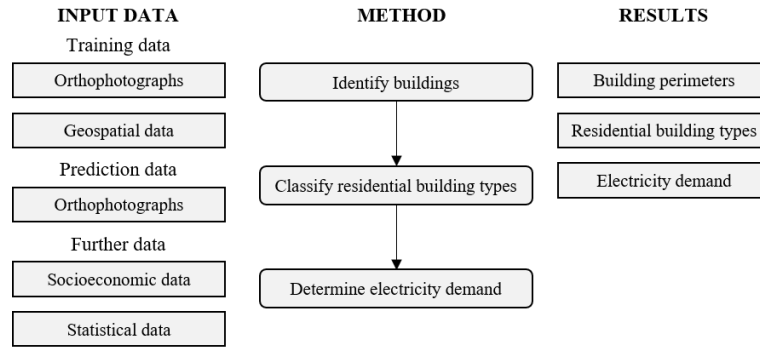 INPUT DATA
Training data
Orthophotographs
Geospatial data
Prediction data
Orthophotographs
Further data
Socioeconomic data
Statistical data
METHOD
Identify buildings
Classify residential building types
Determine electricity demand
RESULTS
Building perimeters
Residential building types
Electricity demand